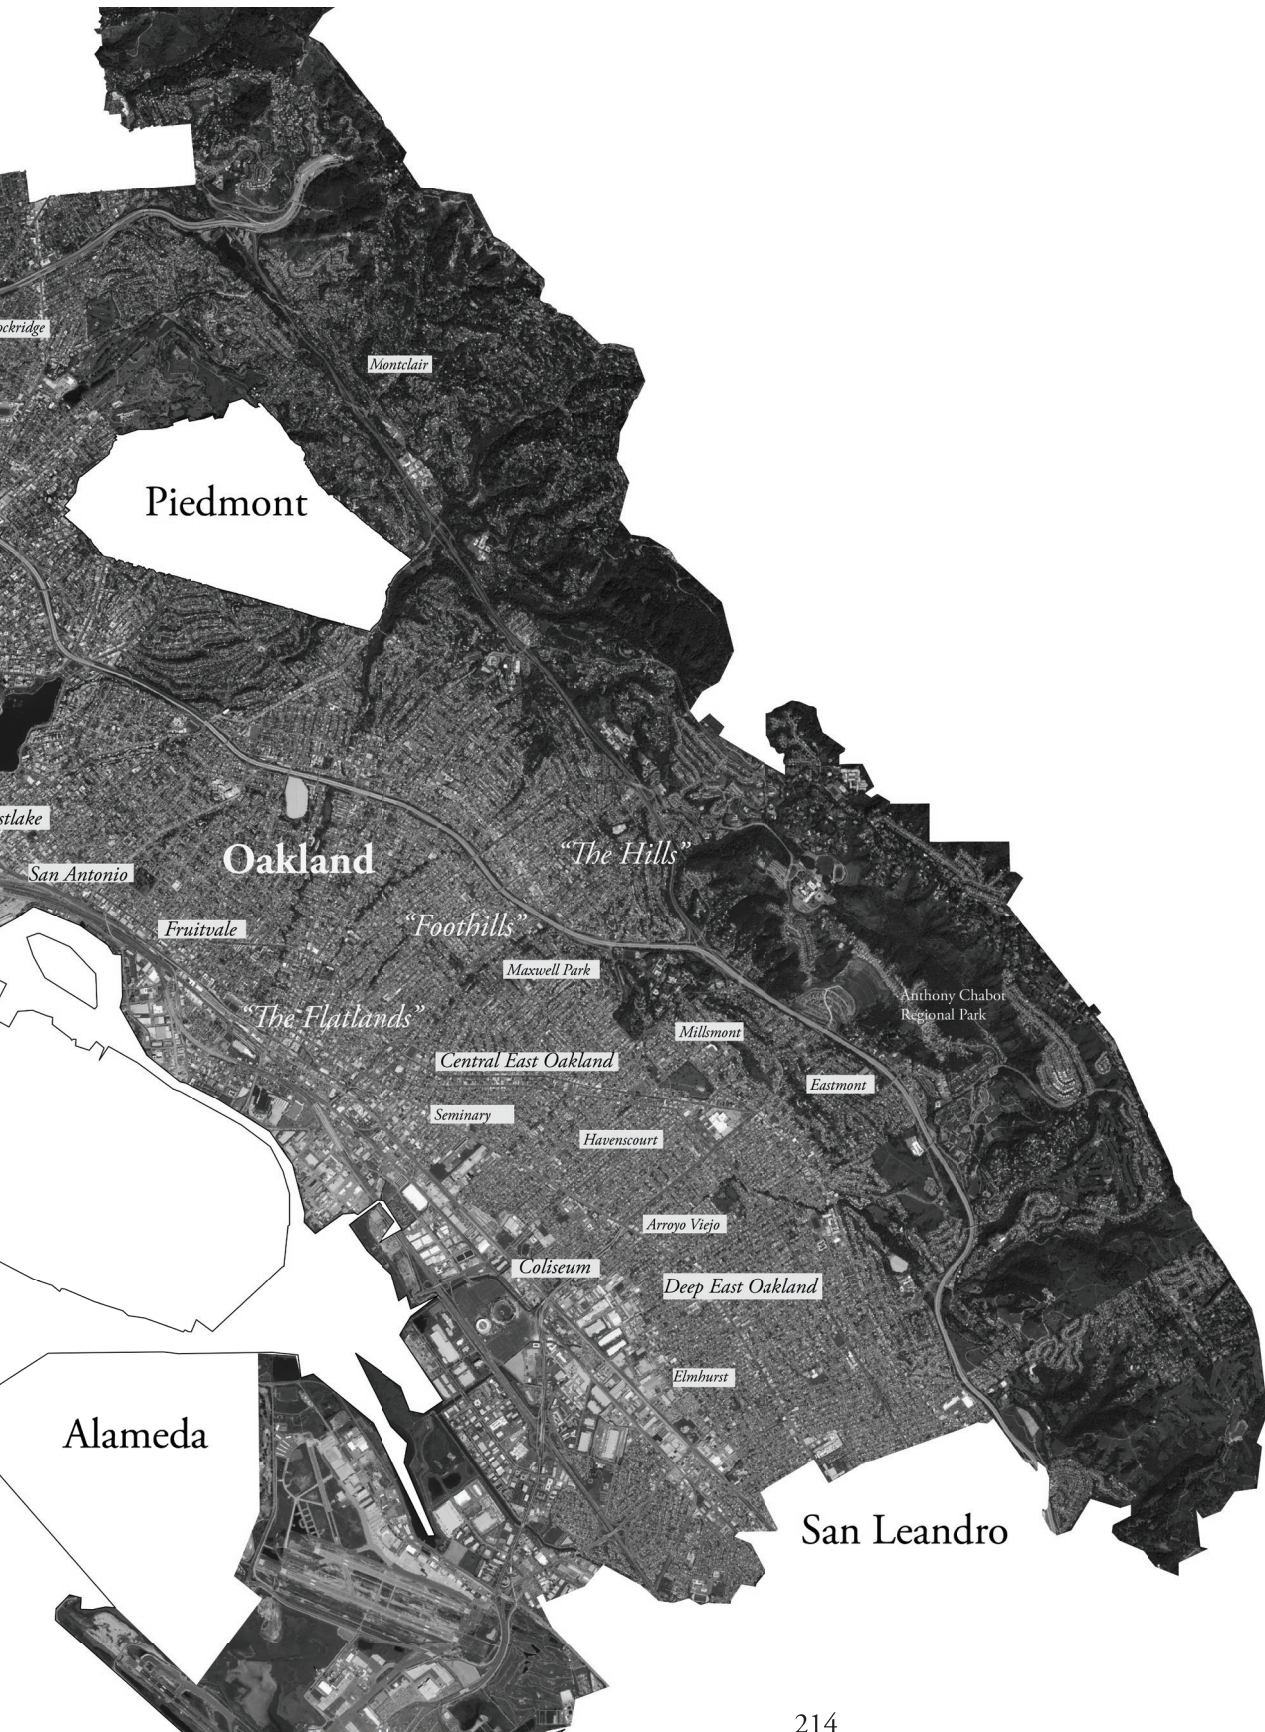 ockridge
Montclair
Piedmont
stlake
"The Hills"
Oakland
San Antonio
"Foothills"
Fruitvale
Maxwell Park
Anthony Chabot
Regional Park
"The Flatlands"
Millsmont
Central East Oakland
Eastmont
Seminary
Havenscourt
Arroyo Viejo
Coliseum
Deep East Oakland
Elmhurst
Alameda
San Leandro
214